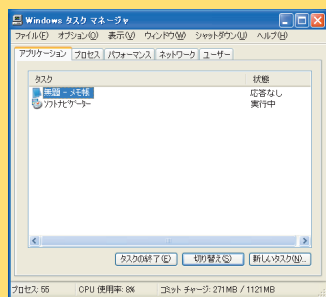 Windows タスク マネージャ
ファイル(F) オプション(O) 表示(V) ウィンドウ(W) シャットダウン(U) ヘルプ(H)
アプリケーション プロセス パフォーマンス ネットワーク ユーザー
タスク 状態
無題 - メモ帳 応答なし
ソフトナビゲーター 実行中
タスクの終了(E) 切り替え(S) 新しいタスク(N)...
プロセス: 55 CPU 使用率: 8% コミット チャージ: 271MB / 1121MB